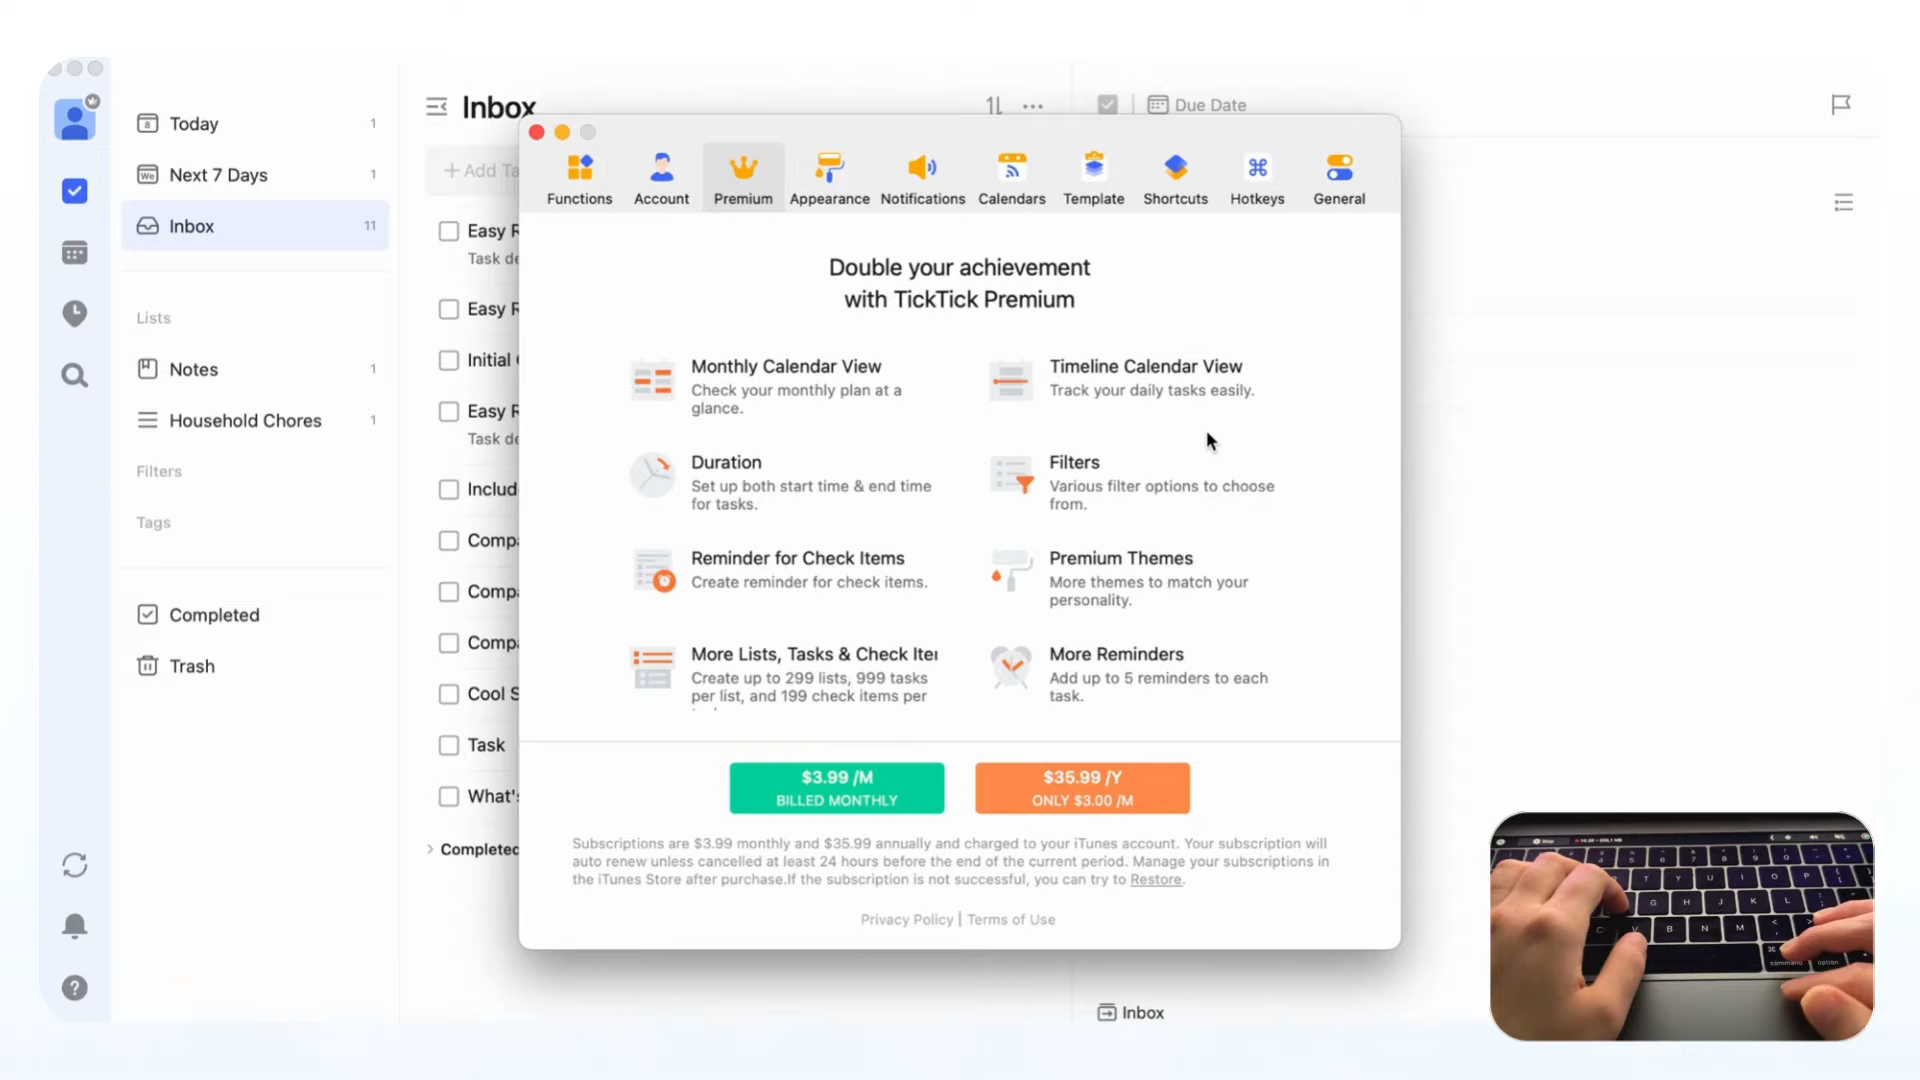 Today 1
Next 7 Days 1
Inbox 11
Lists
Notes 1
Household Chores 1
Filters
Tags
Completed
Trash
Inbox
Due Date
Add Ta
Easy R
Task de
Easy R
Initial
Easy R
Task de
Includ
Comp
Comp
Comp
Cool S
Task
What's
Completed
Functions Account Premium Appearance Notifications Calendars Template Shortcuts Hotkeys General
Double your achievement
with TickTick Premium
Monthly Calendar View
Check your monthly plan at a
glance.
Timeline Calendar View
Track your daily tasks easily.
Duration
Set up both start time & end time
for tasks.
Filters
Various filter options to choose
from.
Reminder for Check Items
Create reminder for check items.
Premium Themes
More themes to match your
personality.
More Lists, Tasks & Check Ite
Create up to 299 lists, 999 tasks
per list, and 199 check items per
More Reminders
Add up to 5 reminders to each
task.
$3.99 /M
BILLED MONTHLY
$35.99 /Y
ONLY $3.00 /M
Subscriptions are $3.99 monthly and $35.99 annually and charged to your iTunes account. Your subscription will
auto renew unless cancelled at least 24 hours before the end of the current period. Manage your subscriptions in
the iTunes Store after purchase.If the subscription is not successful, you can try to Restore.
Privacy Policy | Terms of Use
Inbox